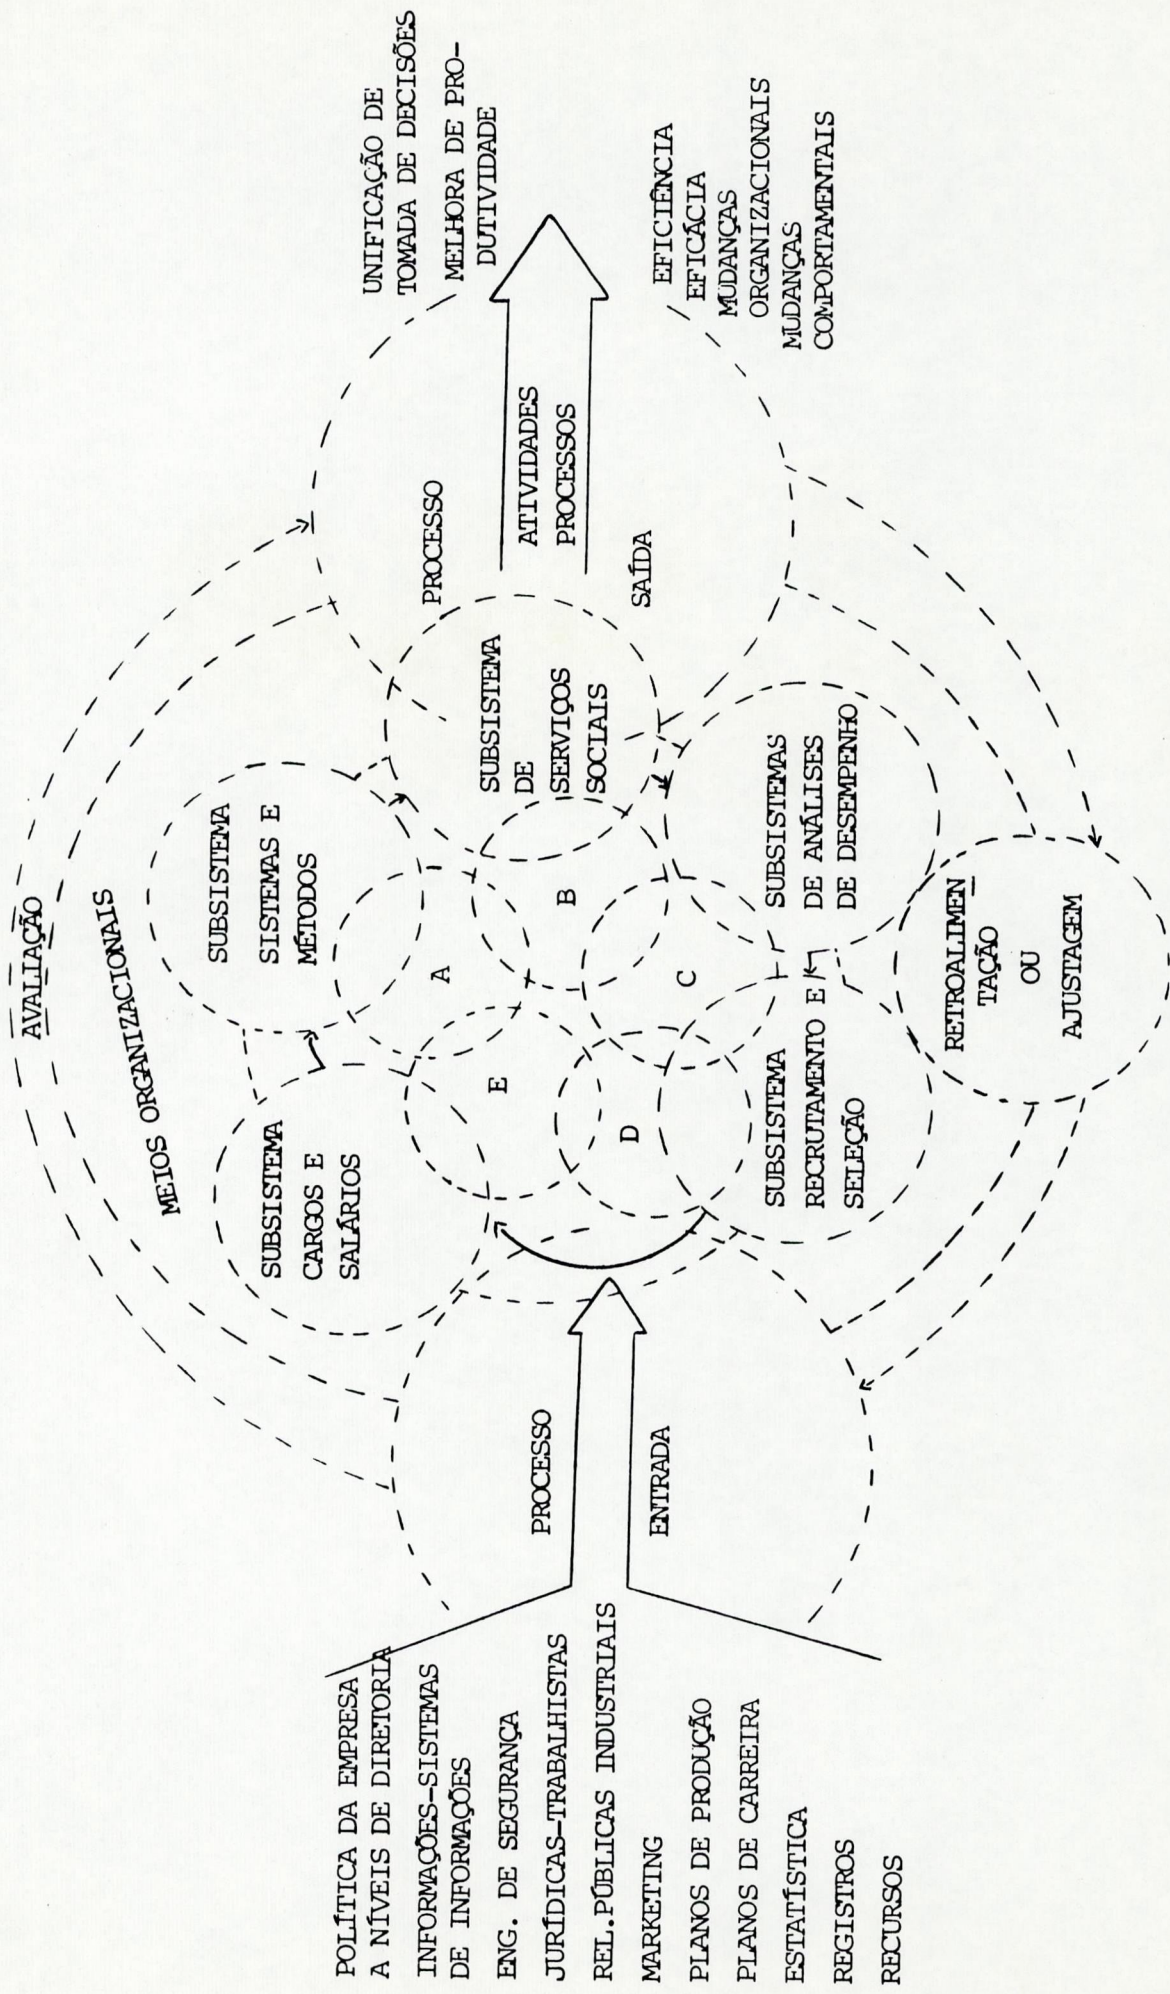 AVALIAÇÃO
MEIOS ORGANIZACIONAIS
POLÍTICA DA EMPRESA
A NÍVEIS DE DIRETORIA
INFORMAÇÕES-SISTEMAS
DE INFORMAÇÕES
ENG. DE SEGURANÇA
JURÍDICAS-TRABALHISTAS
REL.PÚBLICAS INDUSTRIAIS
MARKETING
PLANOS DE PRODUÇÃO
PLANOS DE CARREIRA
ESTATÍSTICA
REGISTROS
RECURSOS
PROCESSO
ENTRADA
SUBSISTEMA
CARGOS E
SALÁRIOS
SUBSISTEMA
SISTEMAS E
MÉTODOS
A
B
C
D
E
SUBSISTEMA
DE
SERVIÇOS
SOCIAIS
SUBSISTEMA
RECRUTAMENTO E
SELEÇÃO
SUBSISTEMAS
DE ANÁLISES
DE DESEMPENHO
RETROALIMEN
TAÇÃO
OU
AJUSTAGEM
PROCESSO
SAÍDA
ATIVIDADES
PROCESSOS
UNIFICAÇÃO DE
TOMADA DE DECISÕES
MELHORA DE PRO-
DUTIVIDADE
EFICIÊNCIA
EFICÁCIA
MUDANÇAS
ORGANIZACIONAIS
MUDANÇAS
COMPORTAMENTAIS